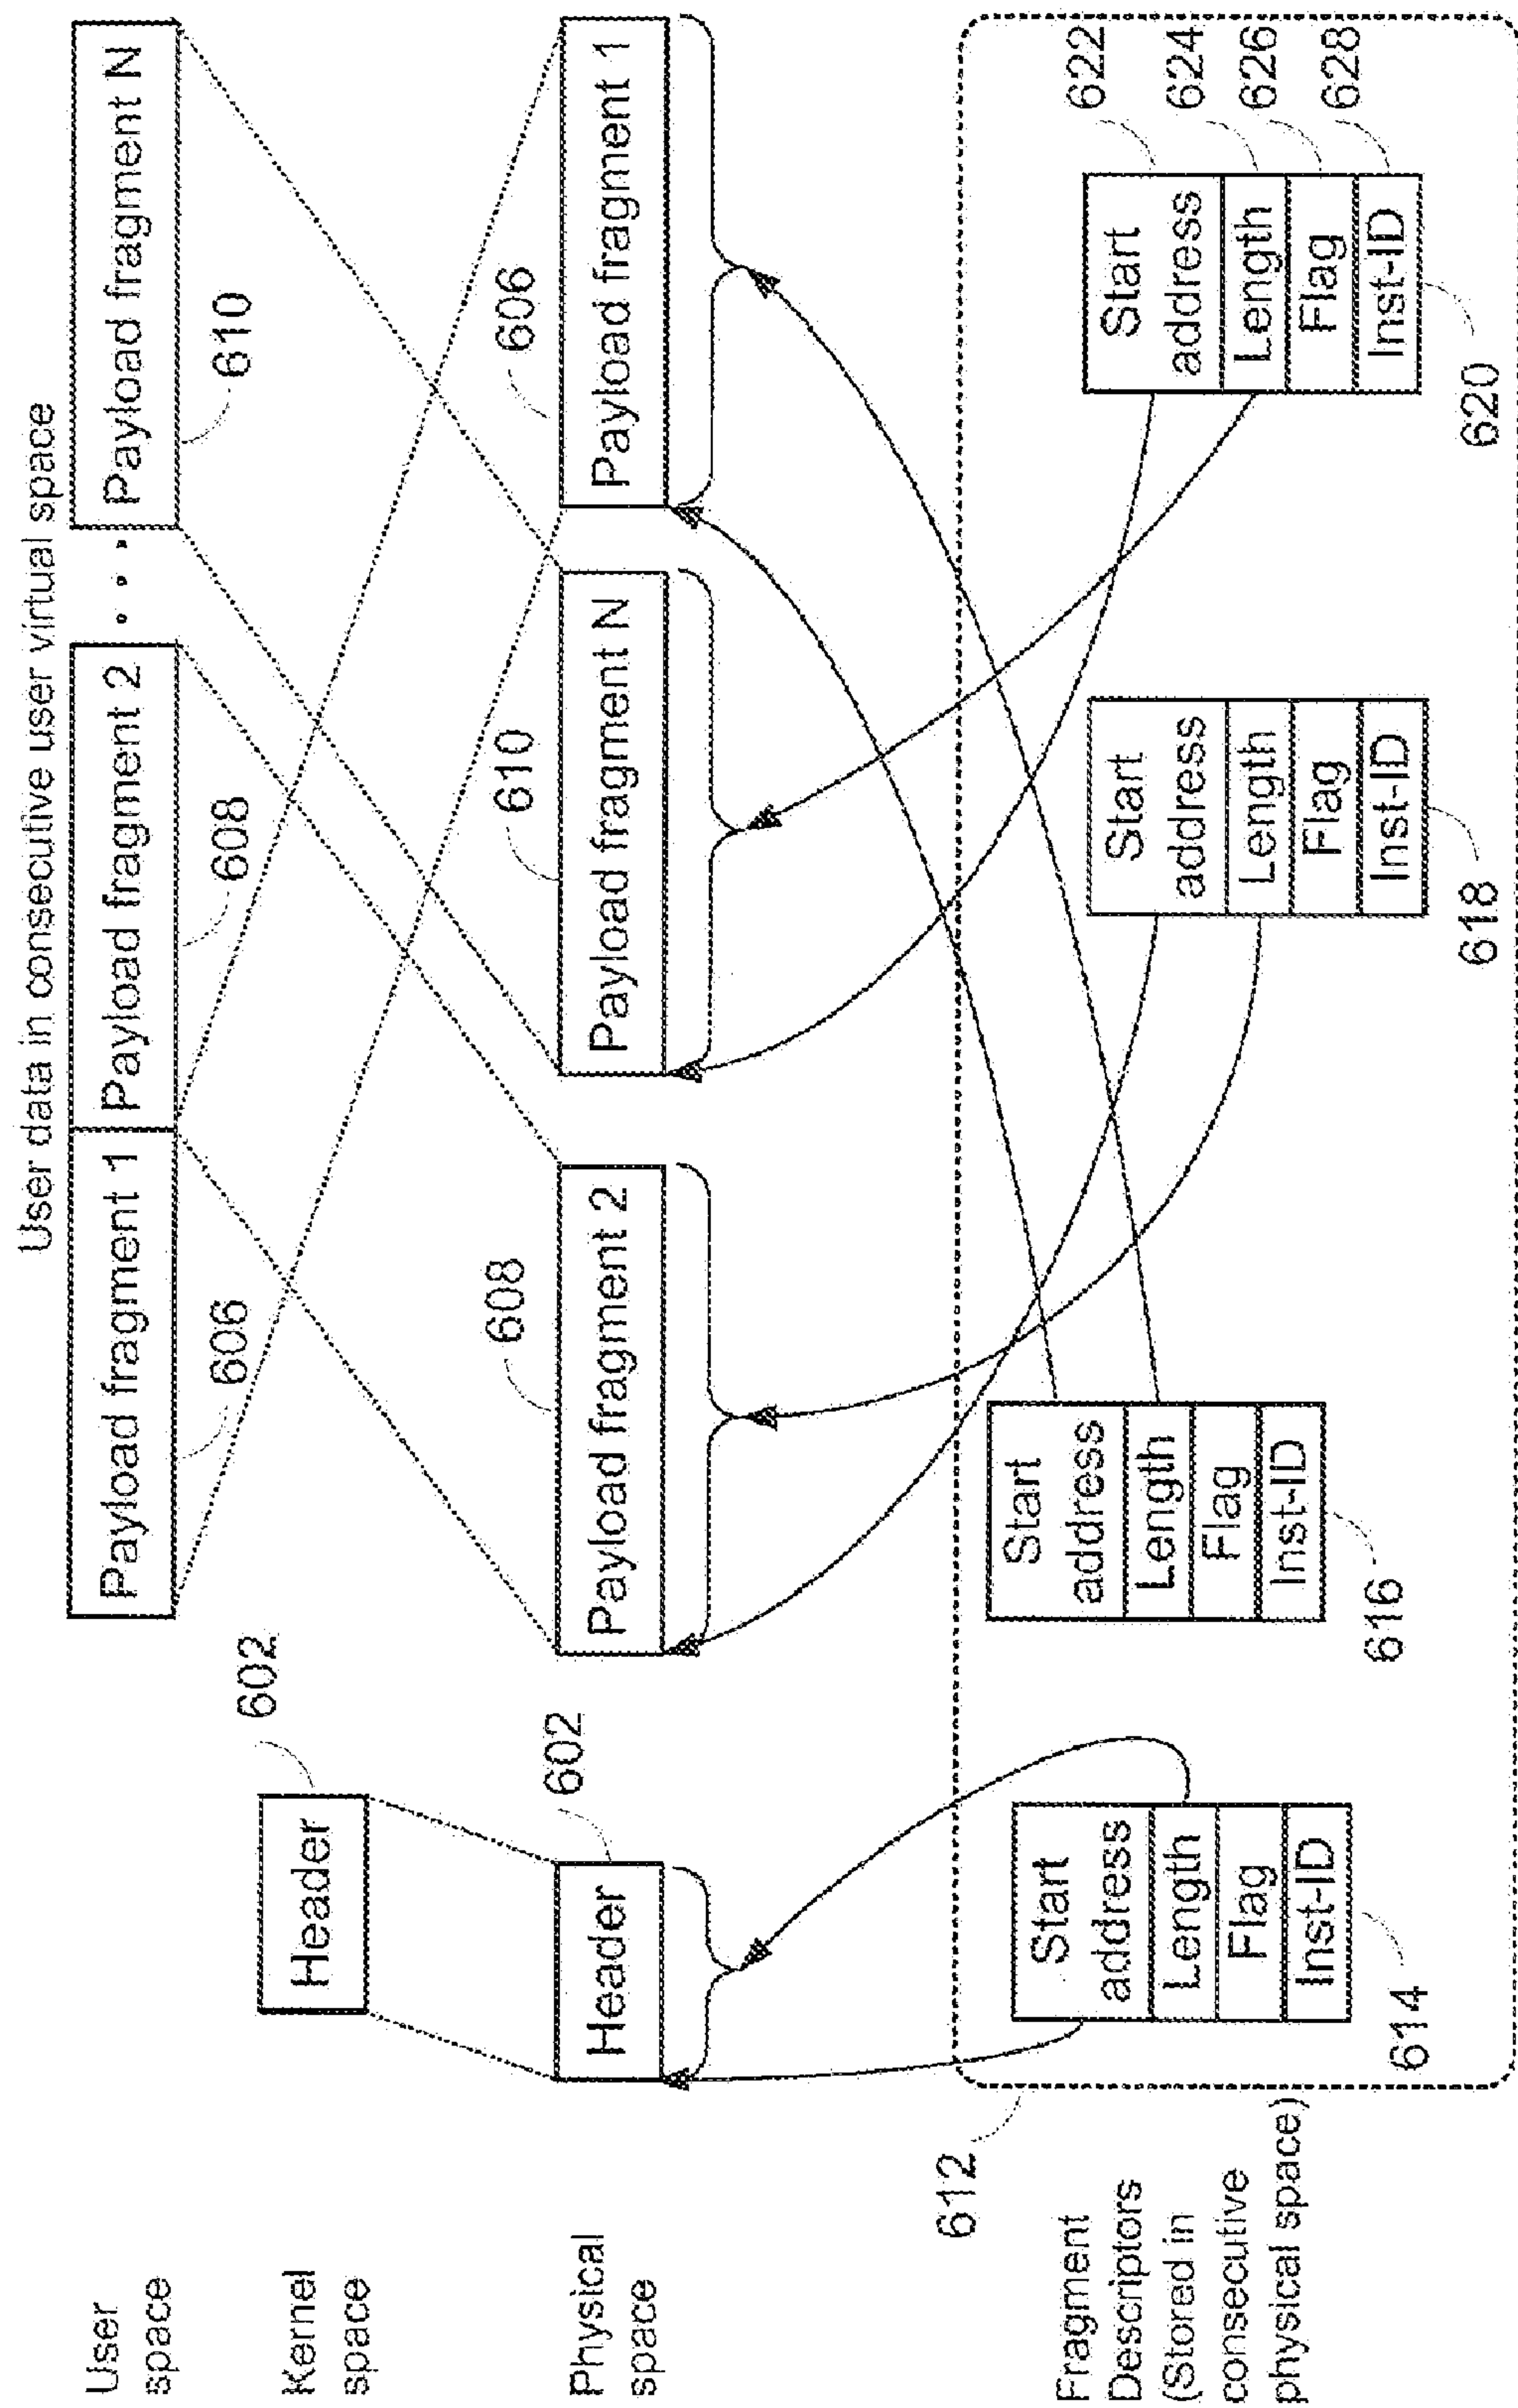 User data in consecutive user virtual space
User
space
Payload fragment 1
Payload fragment 2
Payload fragment N
606
608
610
Kernel
space
Header
602
Physical
space
Header
602
Payload fragment 2
608
Payload fragment N
610
Payload fragment 1
606
612
Fragment
Descriptors
(Stored in
consecutive
physical space)
Start
address
Length
Flag
Inst-ID
614
Start
address
Length
Flag
Inst-ID
616
Start
address
Length
Flag
Inst-ID
618
Start
address
Length
Flag
Inst-ID
620
622
624
626
628